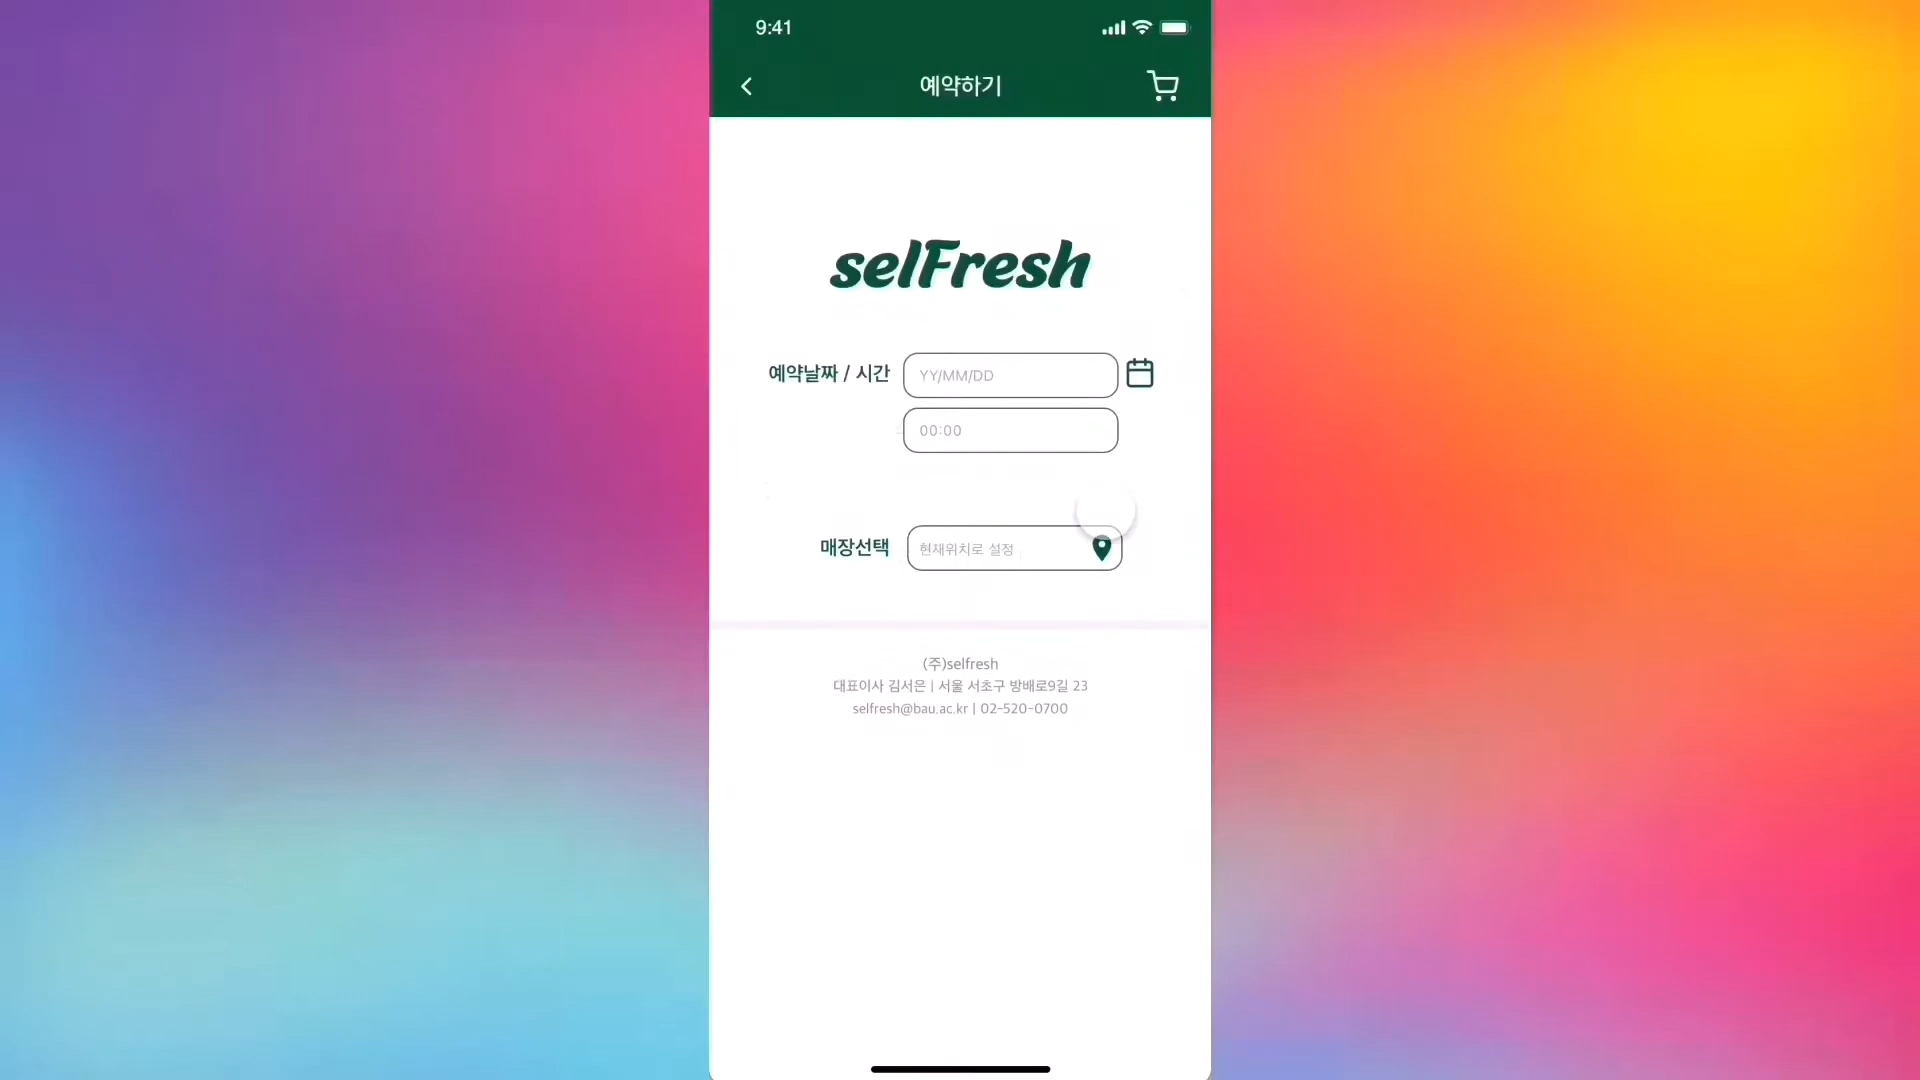 9:41
예약하기
selFresh
예약날짜 / 시간
YY/MM/DD
00:00
매장선택
현재위치로 설정
(주)selfresh
대표이사 김서은 | 서울 서초구 방배로9길 23
selfresh@bau.ac.kr | 02-520-0700